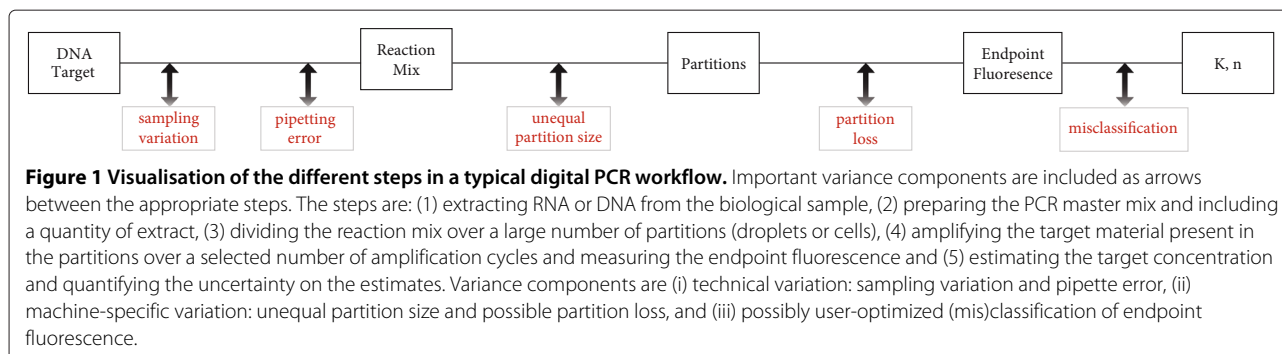 DNA
Target
Reaction
Mix
Partitions
Endpoint
Fluoresence
K, n
sampling
variation
pipetting
error
unequal
partition size
partition
loss
misclassification
Figure 1 Visualisation of the different steps in a typical digital PCR workflow. Important variance components are included as arrows
between the appropriate steps. The steps are: (1) extracting RNA or DNA from the biological sample, (2) preparing the PCR master mix and including
a quantity of extract, (3) dividing the reaction mix over a large number of partitions (droplets or cells), (4) amplifying the target material present in
the partitions over a selected number of amplification cycles and measuring the endpoint fluorescence and (5) estimating the target concentration
and quantifying the uncertainty on the estimates. Variance components are (i) technical variation: sampling variation and pipette error, (ii)
machine-specific variation: unequal partition size and possible partition loss, and (iii) possibly user-optimized (mis)classification of endpoint
fluorescence.